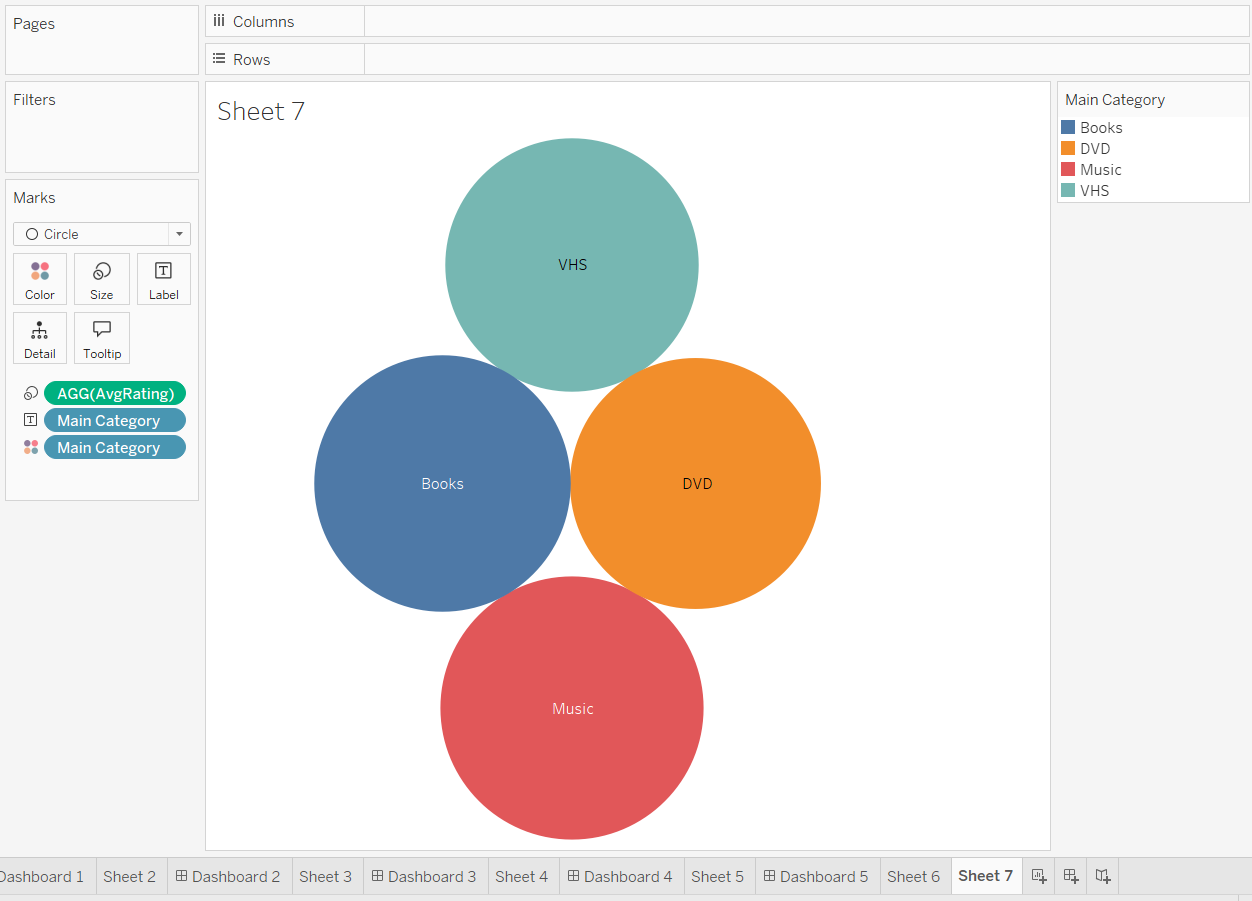 Pages
Columns
Rows
Filters
Sheet 7
Main Category
Books
DVD
Music
VHS
Marks
Circle
Color Size Label
Detail Tooltip
AGG(AvgRating)
Main Category
Main Category
VHS
Books DVD
Music
Dashboard 1 Sheet 2 Dashboard 2 Sheet 3 Dashboard 3 Sheet 4 Dashboard 4 Sheet 5 Dashboard 5 Sheet 6 Sheet 7